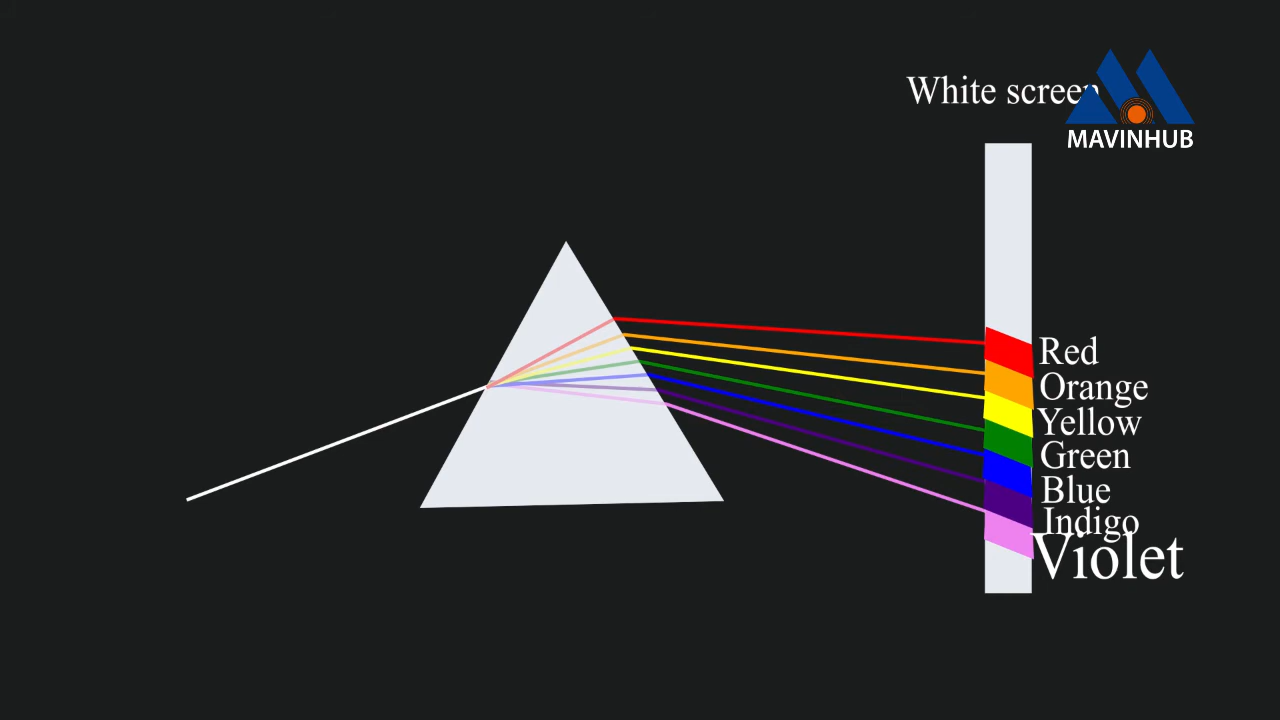 White screen
MAVINHUB
Red
Orange
Yellow
Green
Blue
Indigo
Violet